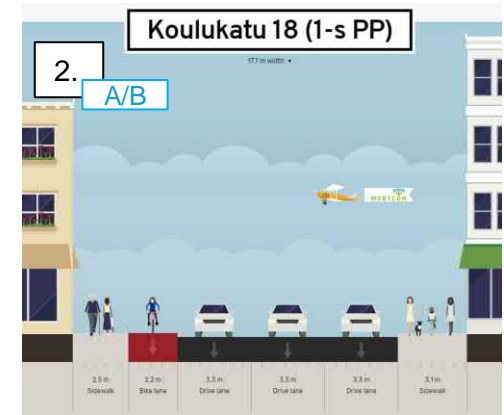 Koulukatu 18 (1-s PP)
17.7 m width
2.
A/B
MOBYCON
2.5 m 2.2 m 3.3 m 3.3 m 3.3 m 3.1 m
Sidewalk Bike lane Drive lane Drive lane Drive lane Sidewalk